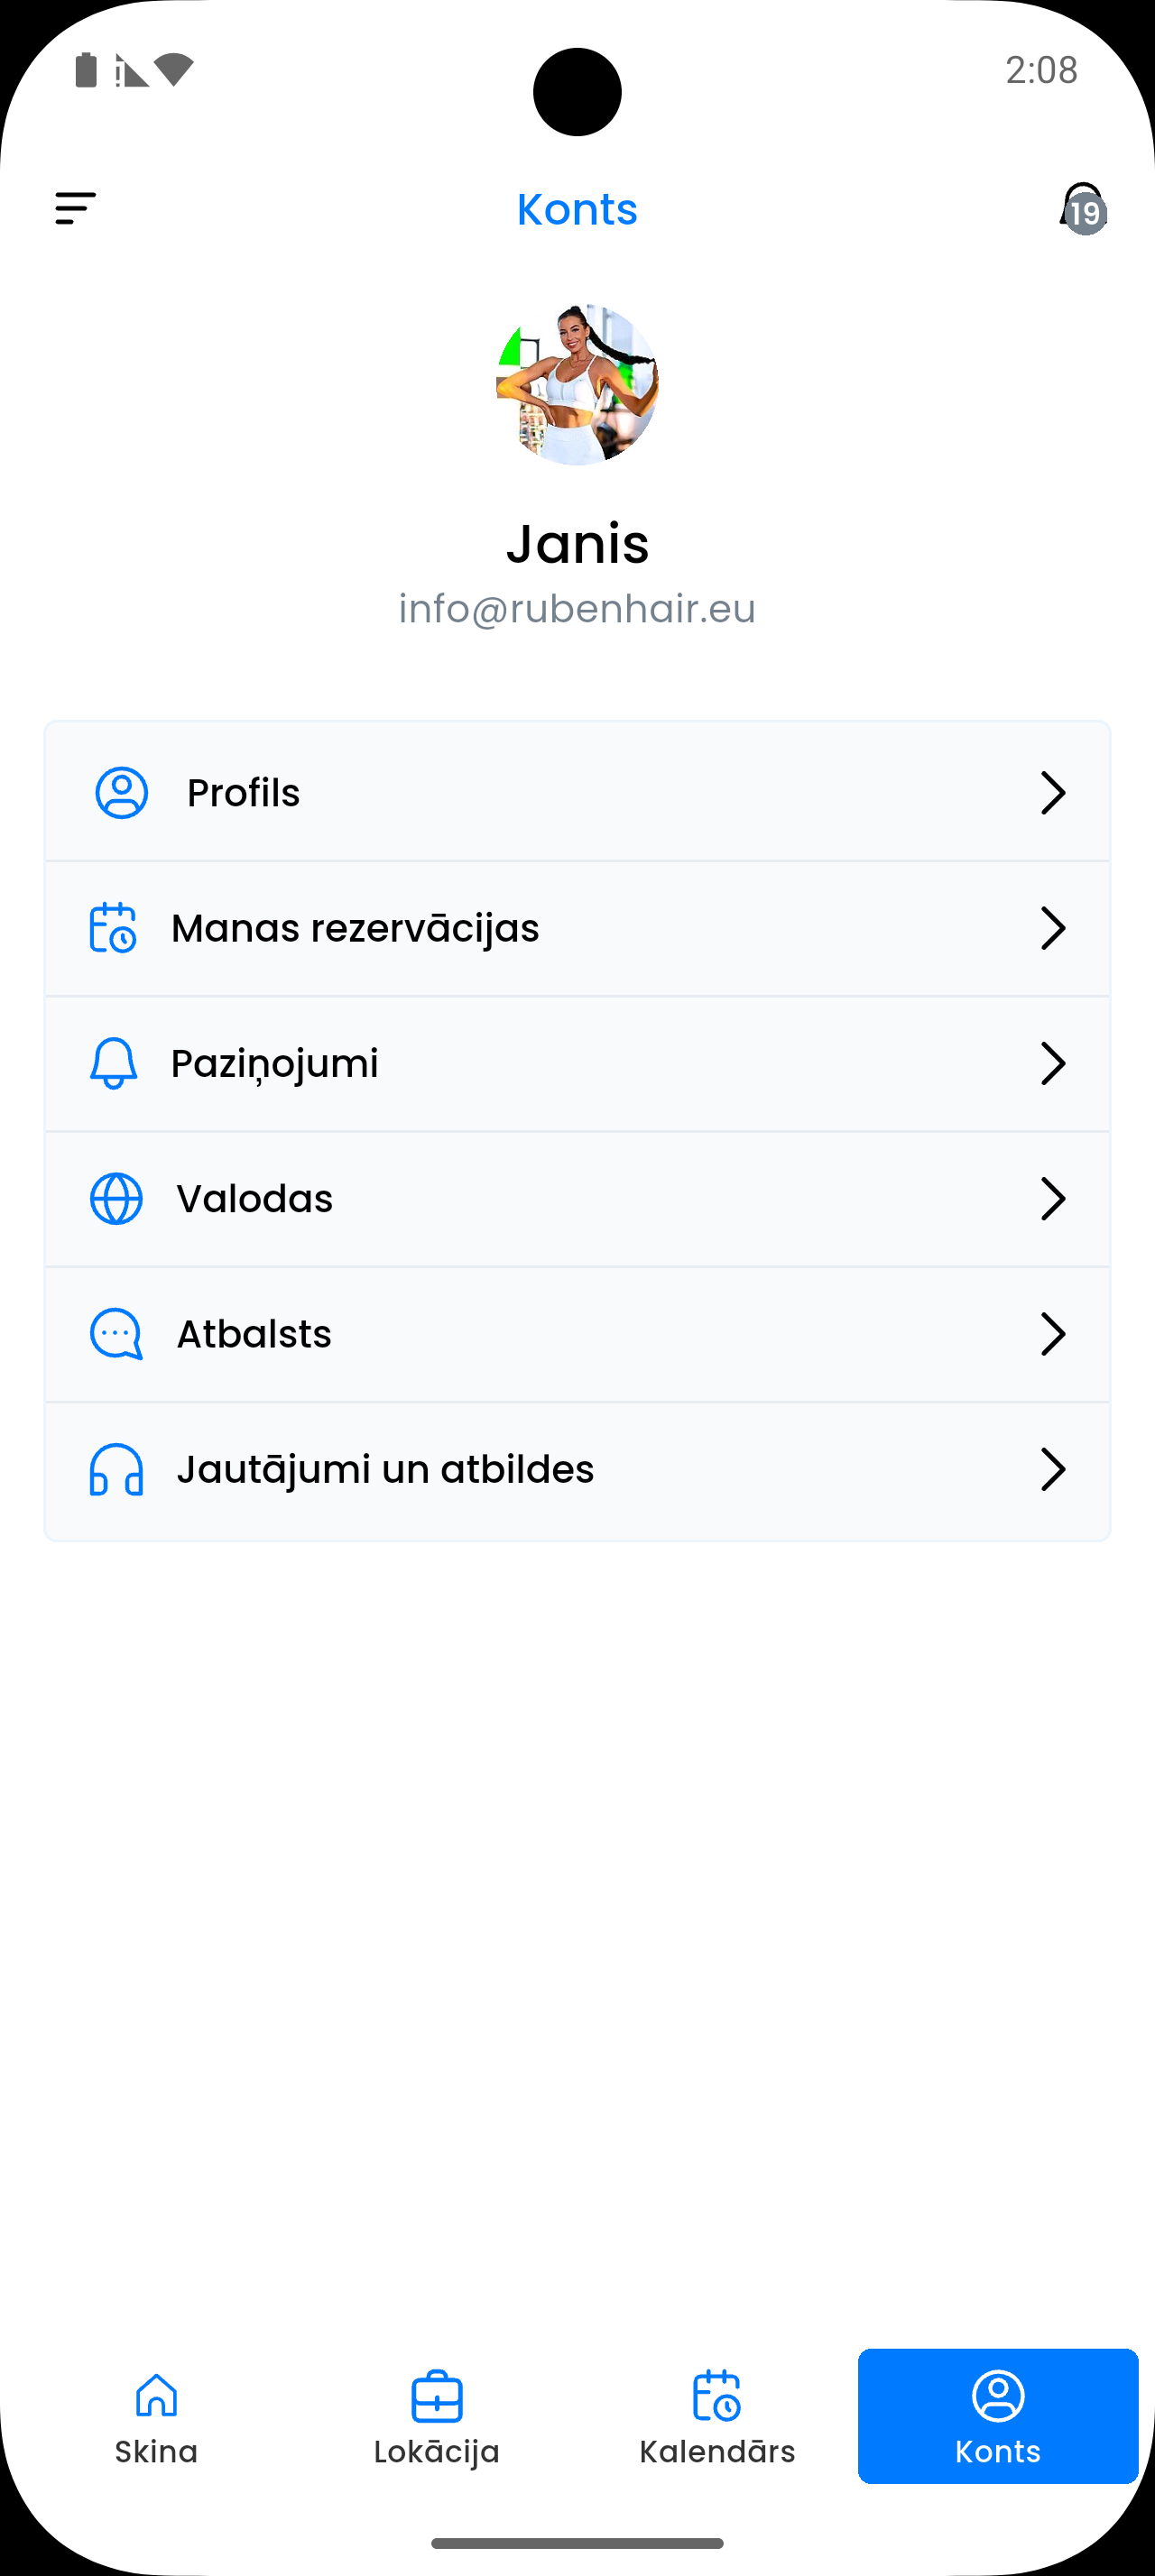 2:08
Konts
19
Janis
info@rubenhair.eu
Profils
Manas rezervācijas
Paziņojumi
Valodas
Atbalsts
Jautājumi un atbildes
Skina
Lokācija
Kalendārs
Konts